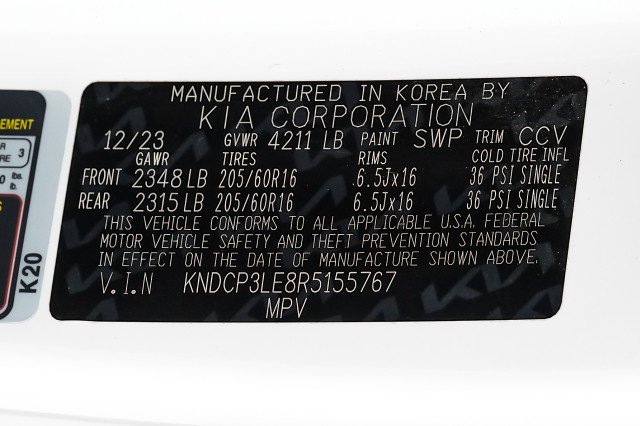 MANUFACTURED IN KOREA BY
KIA CORPORATION
12/23 GVWR 4211 LB PAINT SWP TRIM CCV
GAWR TIRES RIMS COLD TIRE INFL
FRONT 2348 LB 205/60R16 6.5Jx16 36 PSI SINGLE
REAR 2315 LB 205/60R16 6.5Jx16 36 PSI SINGLE
THIS VEHICLE CONFORMS TO ALL APPLICABLE U.S.A. FEDERAL
MOTOR VEHICLE SAFETY AND THEFT PREVENTION STANDARDS
IN EFFECT ON THE DATE OF MANUFACTURE SHOWN ABOVE.
V.I.N KNDCP3LE8R5155767
MPV
K20
3